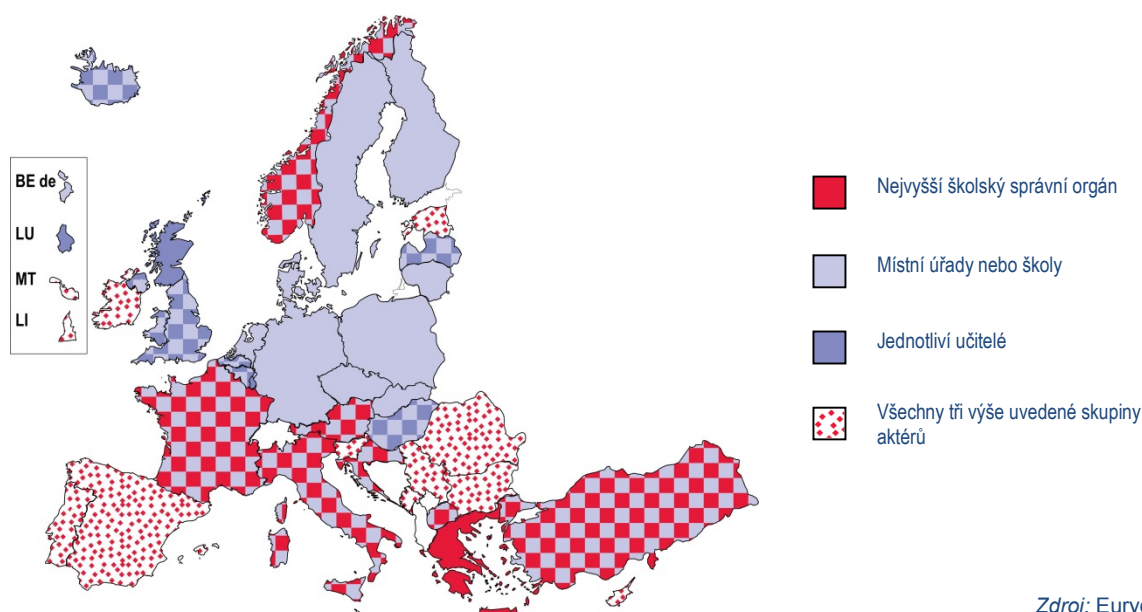 BE de
LU
MT
LI
Nejvyšší školský správní orgán
Místní úřady nebo školy
Jednotliví učitelé
Všechny tři výše uvedené skupiny
aktérů
Zdroj: